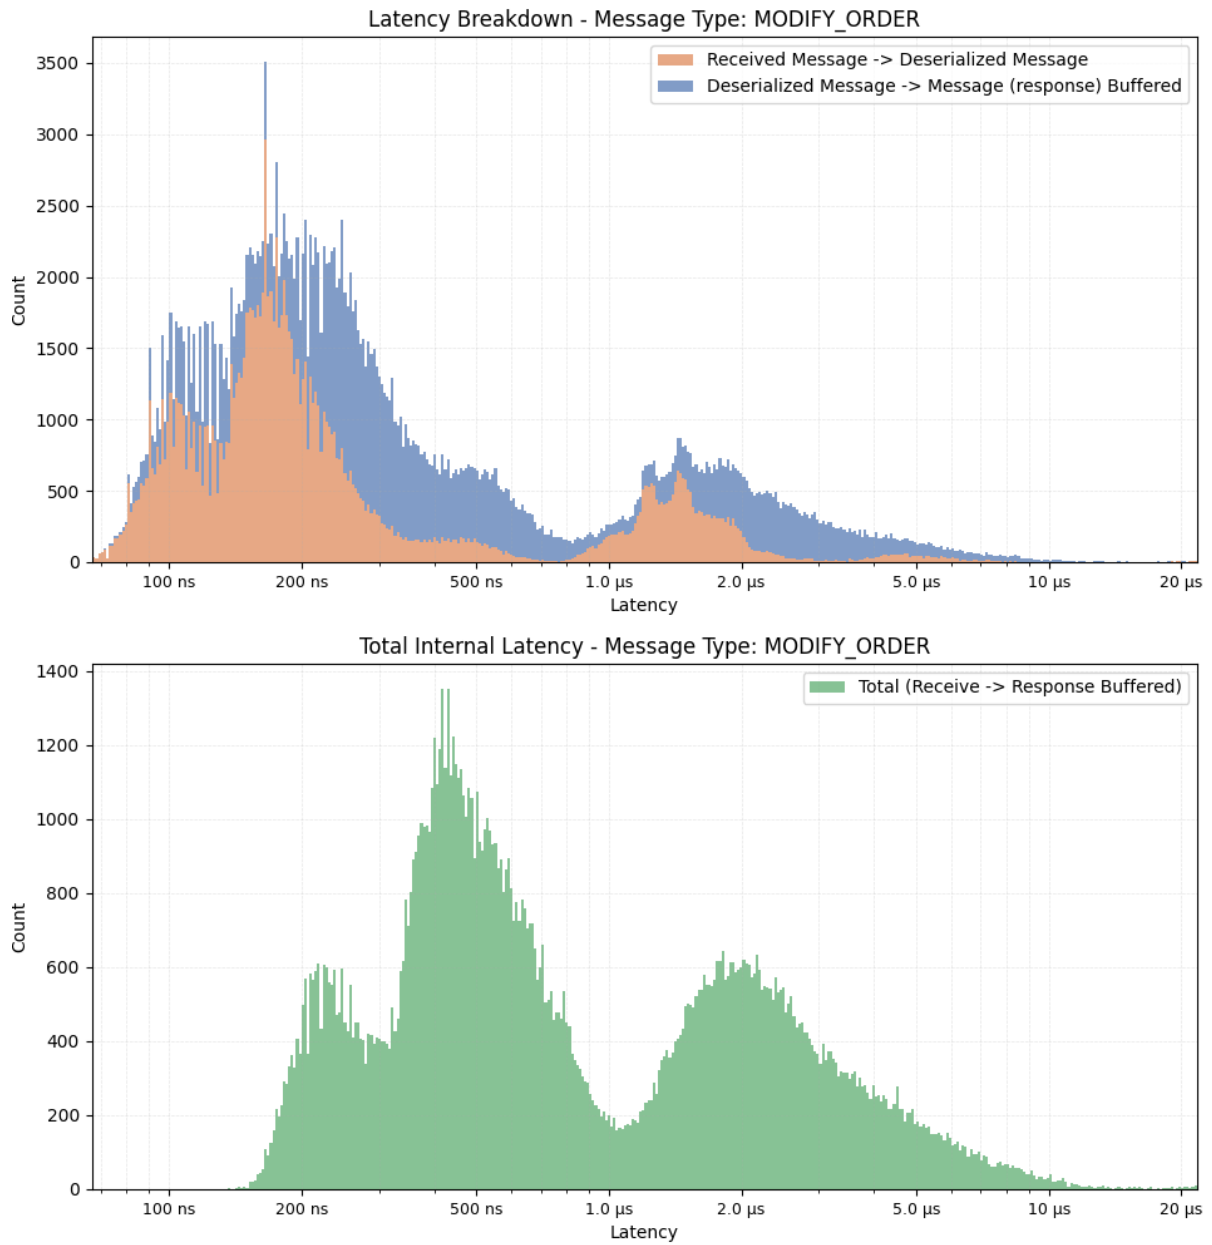 Latency Breakdown - Message Type: MODIFY_ORDER
Received Message -> Deserialized Message
Deserialized Message -> Message (response) Buffered
3500
3000
2500
2000
1500
1000
500
0
Count
100 ns 200 ns 500 ns 1.0 µs 2.0 µs 5.0 µs 10 µs 20 µs
Latency
Total Internal Latency - Message Type: MODIFY_ORDER
Total (Receive -> Response Buffered)
1400
1200
1000
800
600
400
200
0
Count
100 ns 200 ns 500 ns 1.0 µs 2.0 µs 5.0 µs 10 µs 20 µs
Latency